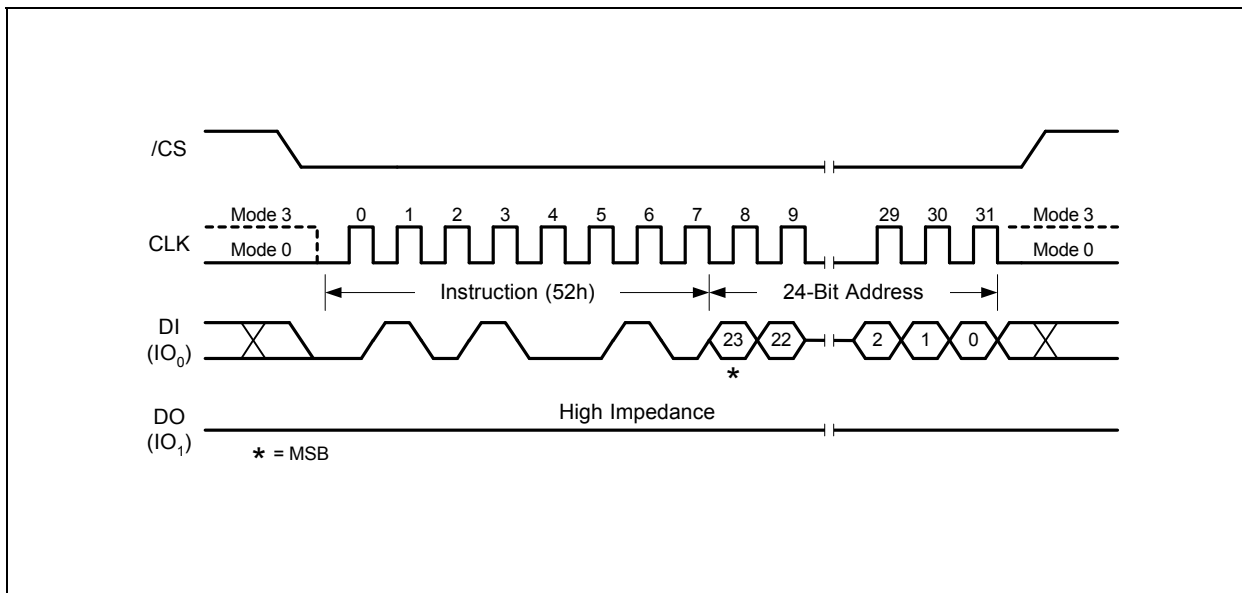 /CS
Mode 3
0 1 2 3 4 5 6 7 8 9 29 30 31
Mode 3
CLK
Mode 0
Mode 0
Instruction (52h)
24-Bit Address
DI
(IO₀)
23 22 2 1 0
*
High Impedance
DO
(IO₁)
* = MSB